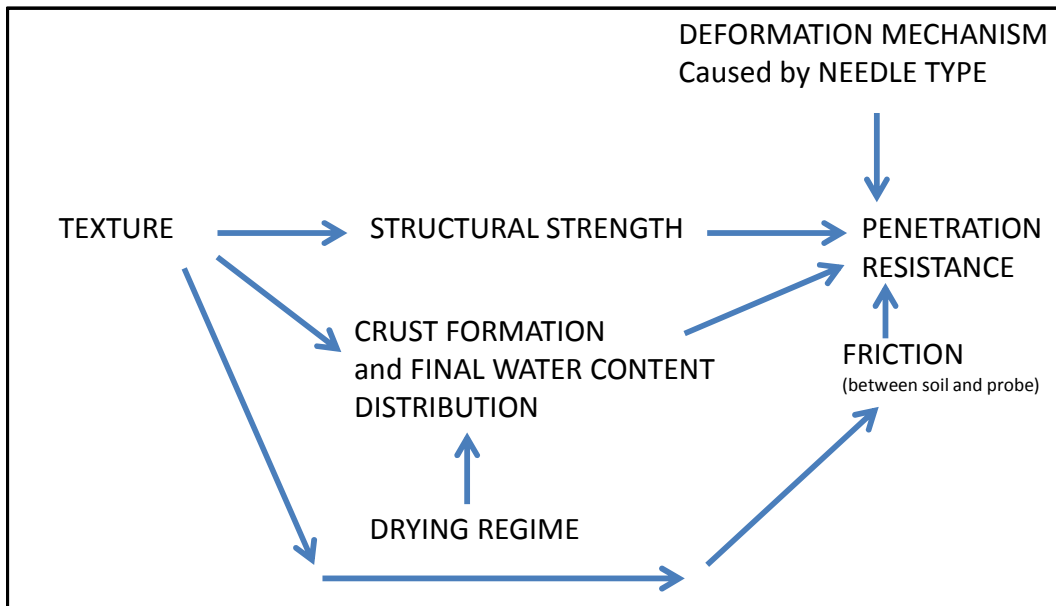 DEFORMATION MECHANISM
Caused by NEEDLE TYPE
TEXTURE
STRUCTURAL STRENGTH
PENETRATION
RESISTANCE
CRUST FORMATION
and FINAL WATER CONTENT
DISTRIBUTION
FRICTION
(between soil and probe)
DRYING REGIME